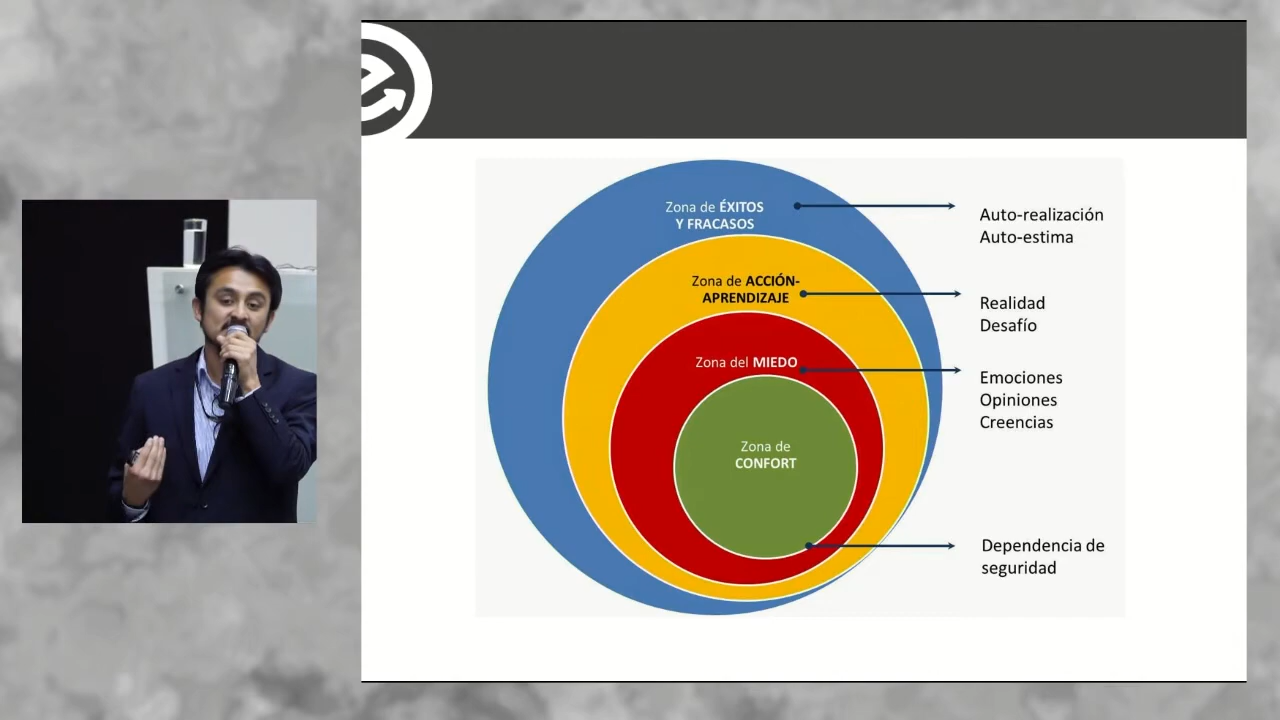 Zona de ÉXITOS
Y FRACASOS
Auto-realización
Auto-estima
Zona de ACCIÓN-
APRENDIZAJE
Realidad
Desafío
Zona del MIEDO
Emociones
Opiniones
Creencias
Zona de
CONFORT
Dependencia de
seguridad